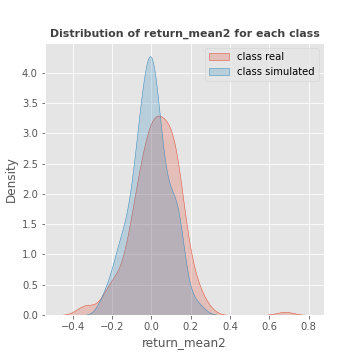 Distribution of return_mean2 for each class
class real
class simulated
Density
4.0
3.5
3.0
2.5
2.0
1.5
1.0
0.5
0.0
−0.4 −0.2 0.0 0.2 0.4 0.6 0.8
return_mean2